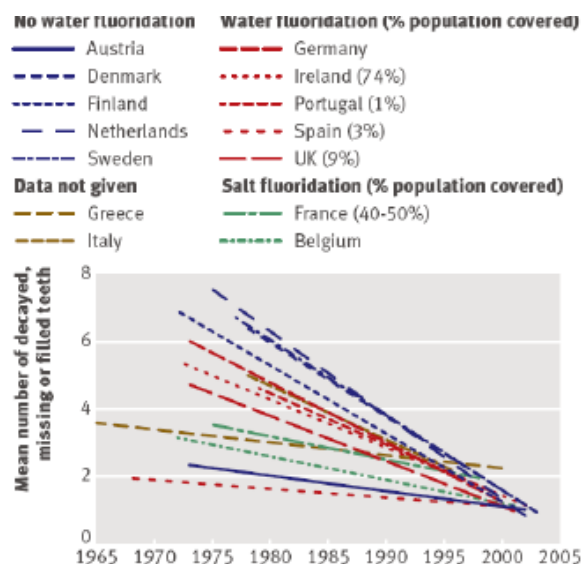 No water fluoridation
Austria
Denmark
Finland
Netherlands
Sweden
Data not given
Greece
Italy
Water fluoridation (% population covered)
Germany
Ireland (74%)
Portugal (1%)
Spain (3%)
UK (9%)
Salt fluoridation (% population covered)
France (40-50%)
Belgium
Mean number of decayed,
missing or filled teeth
8
6
4
2
0
1965 1970 1975 1980 1985 1990 1995 2000 2005